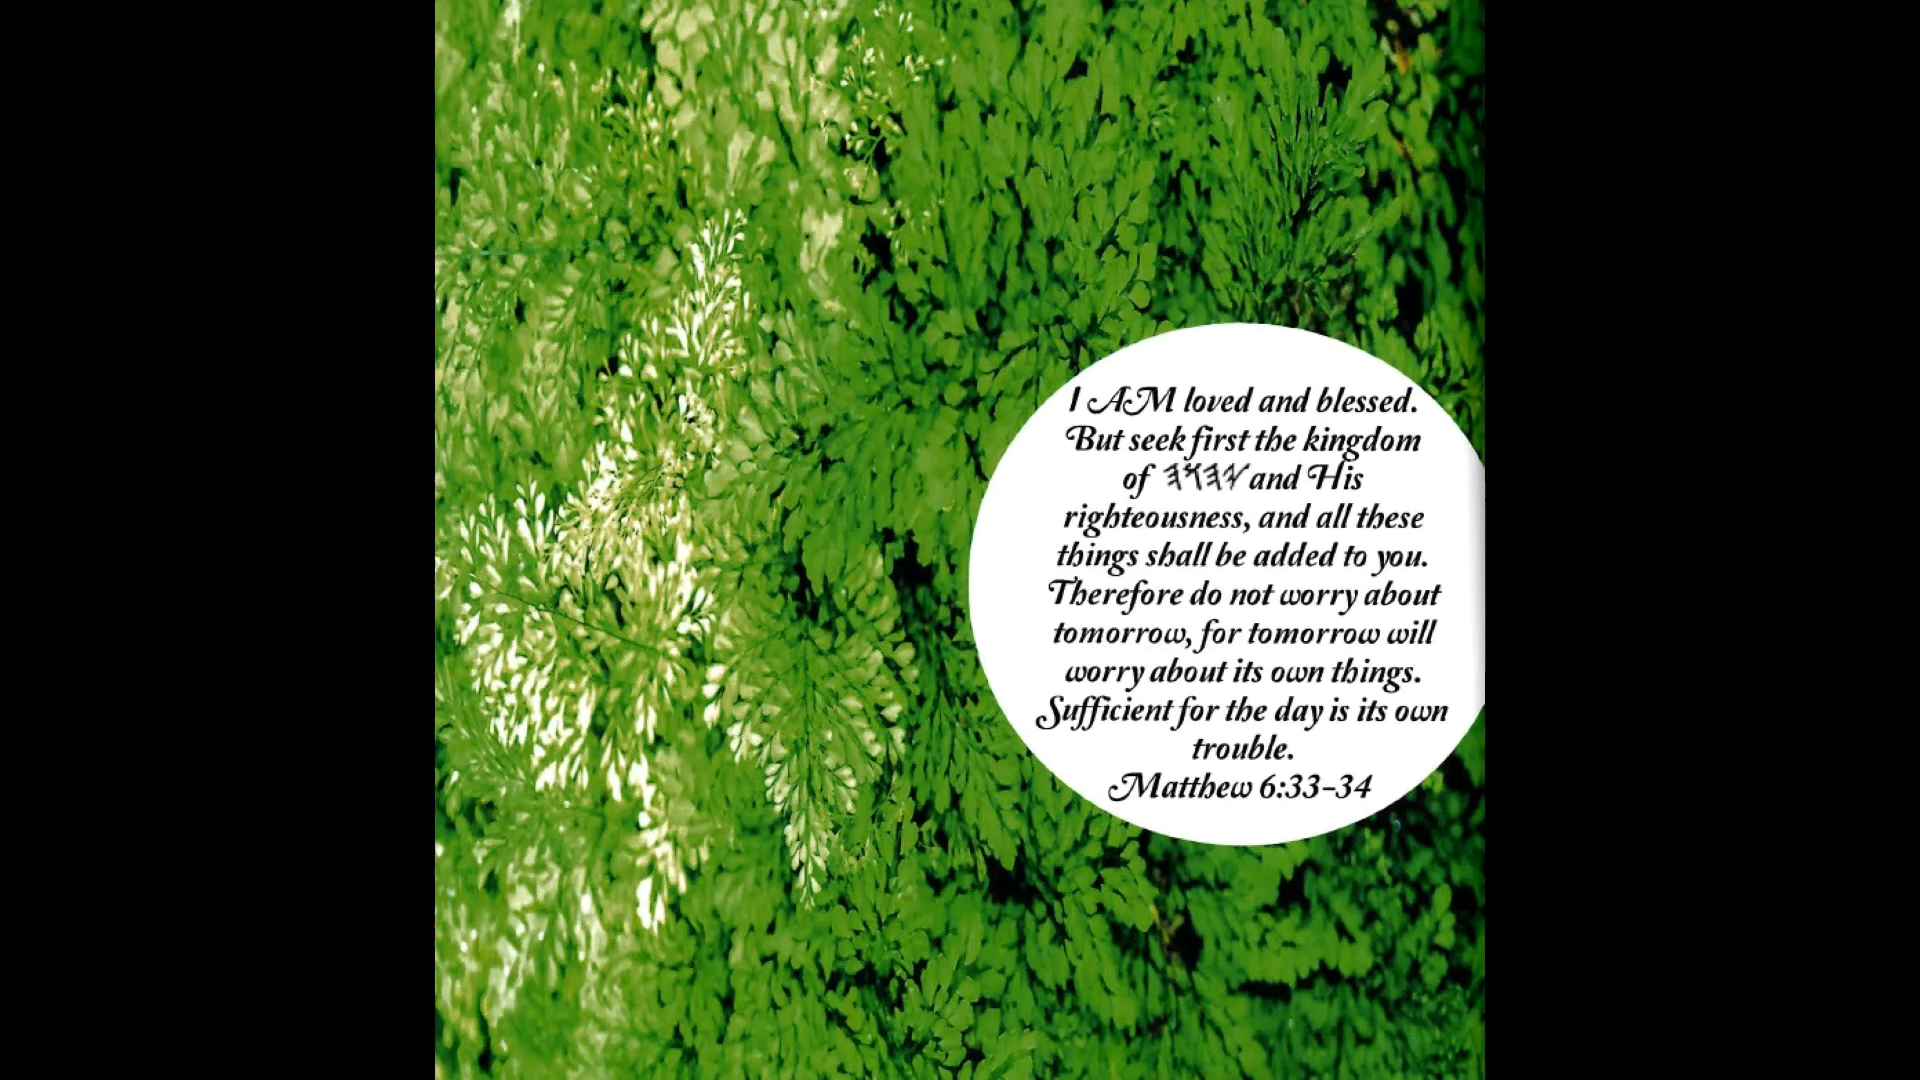 I AM loved and blessed.
But seek first the kingdom
of 𐤉𐤄𐤅𐤄 and His
righteousness, and all these
things shall be added to you.
Therefore do not worry about
tomorrow, for tomorrow will
worry about its own things.
Sufficient for the day is its own
trouble.
Matthew 6:33-34